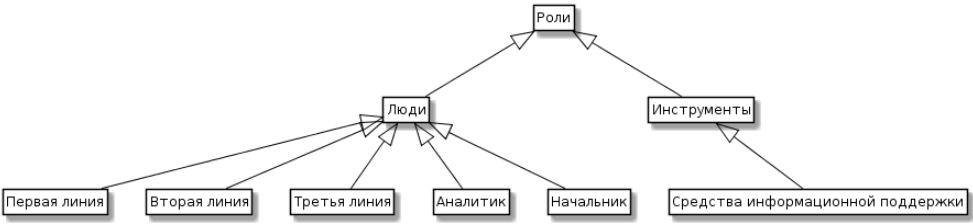 Роли
Люди
Инструменты
Первая линия
Вторая линия
Третья линия
Аналитик
Начальник
Средства информационной поддержки